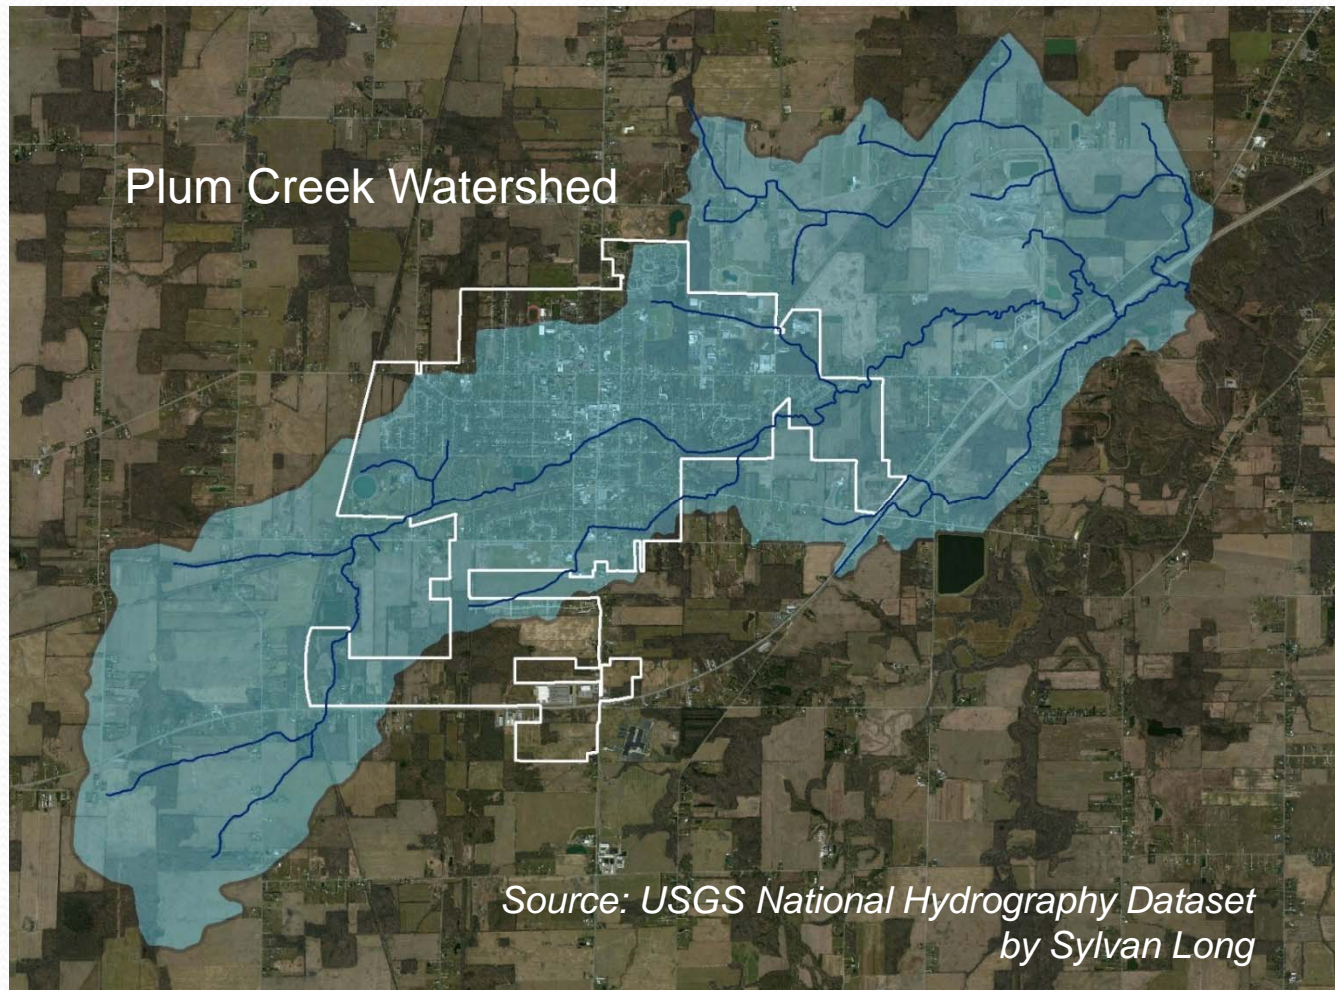 Plum Creek Watershed
Source: USGS National Hydrography Dataset
by Sylvan Long